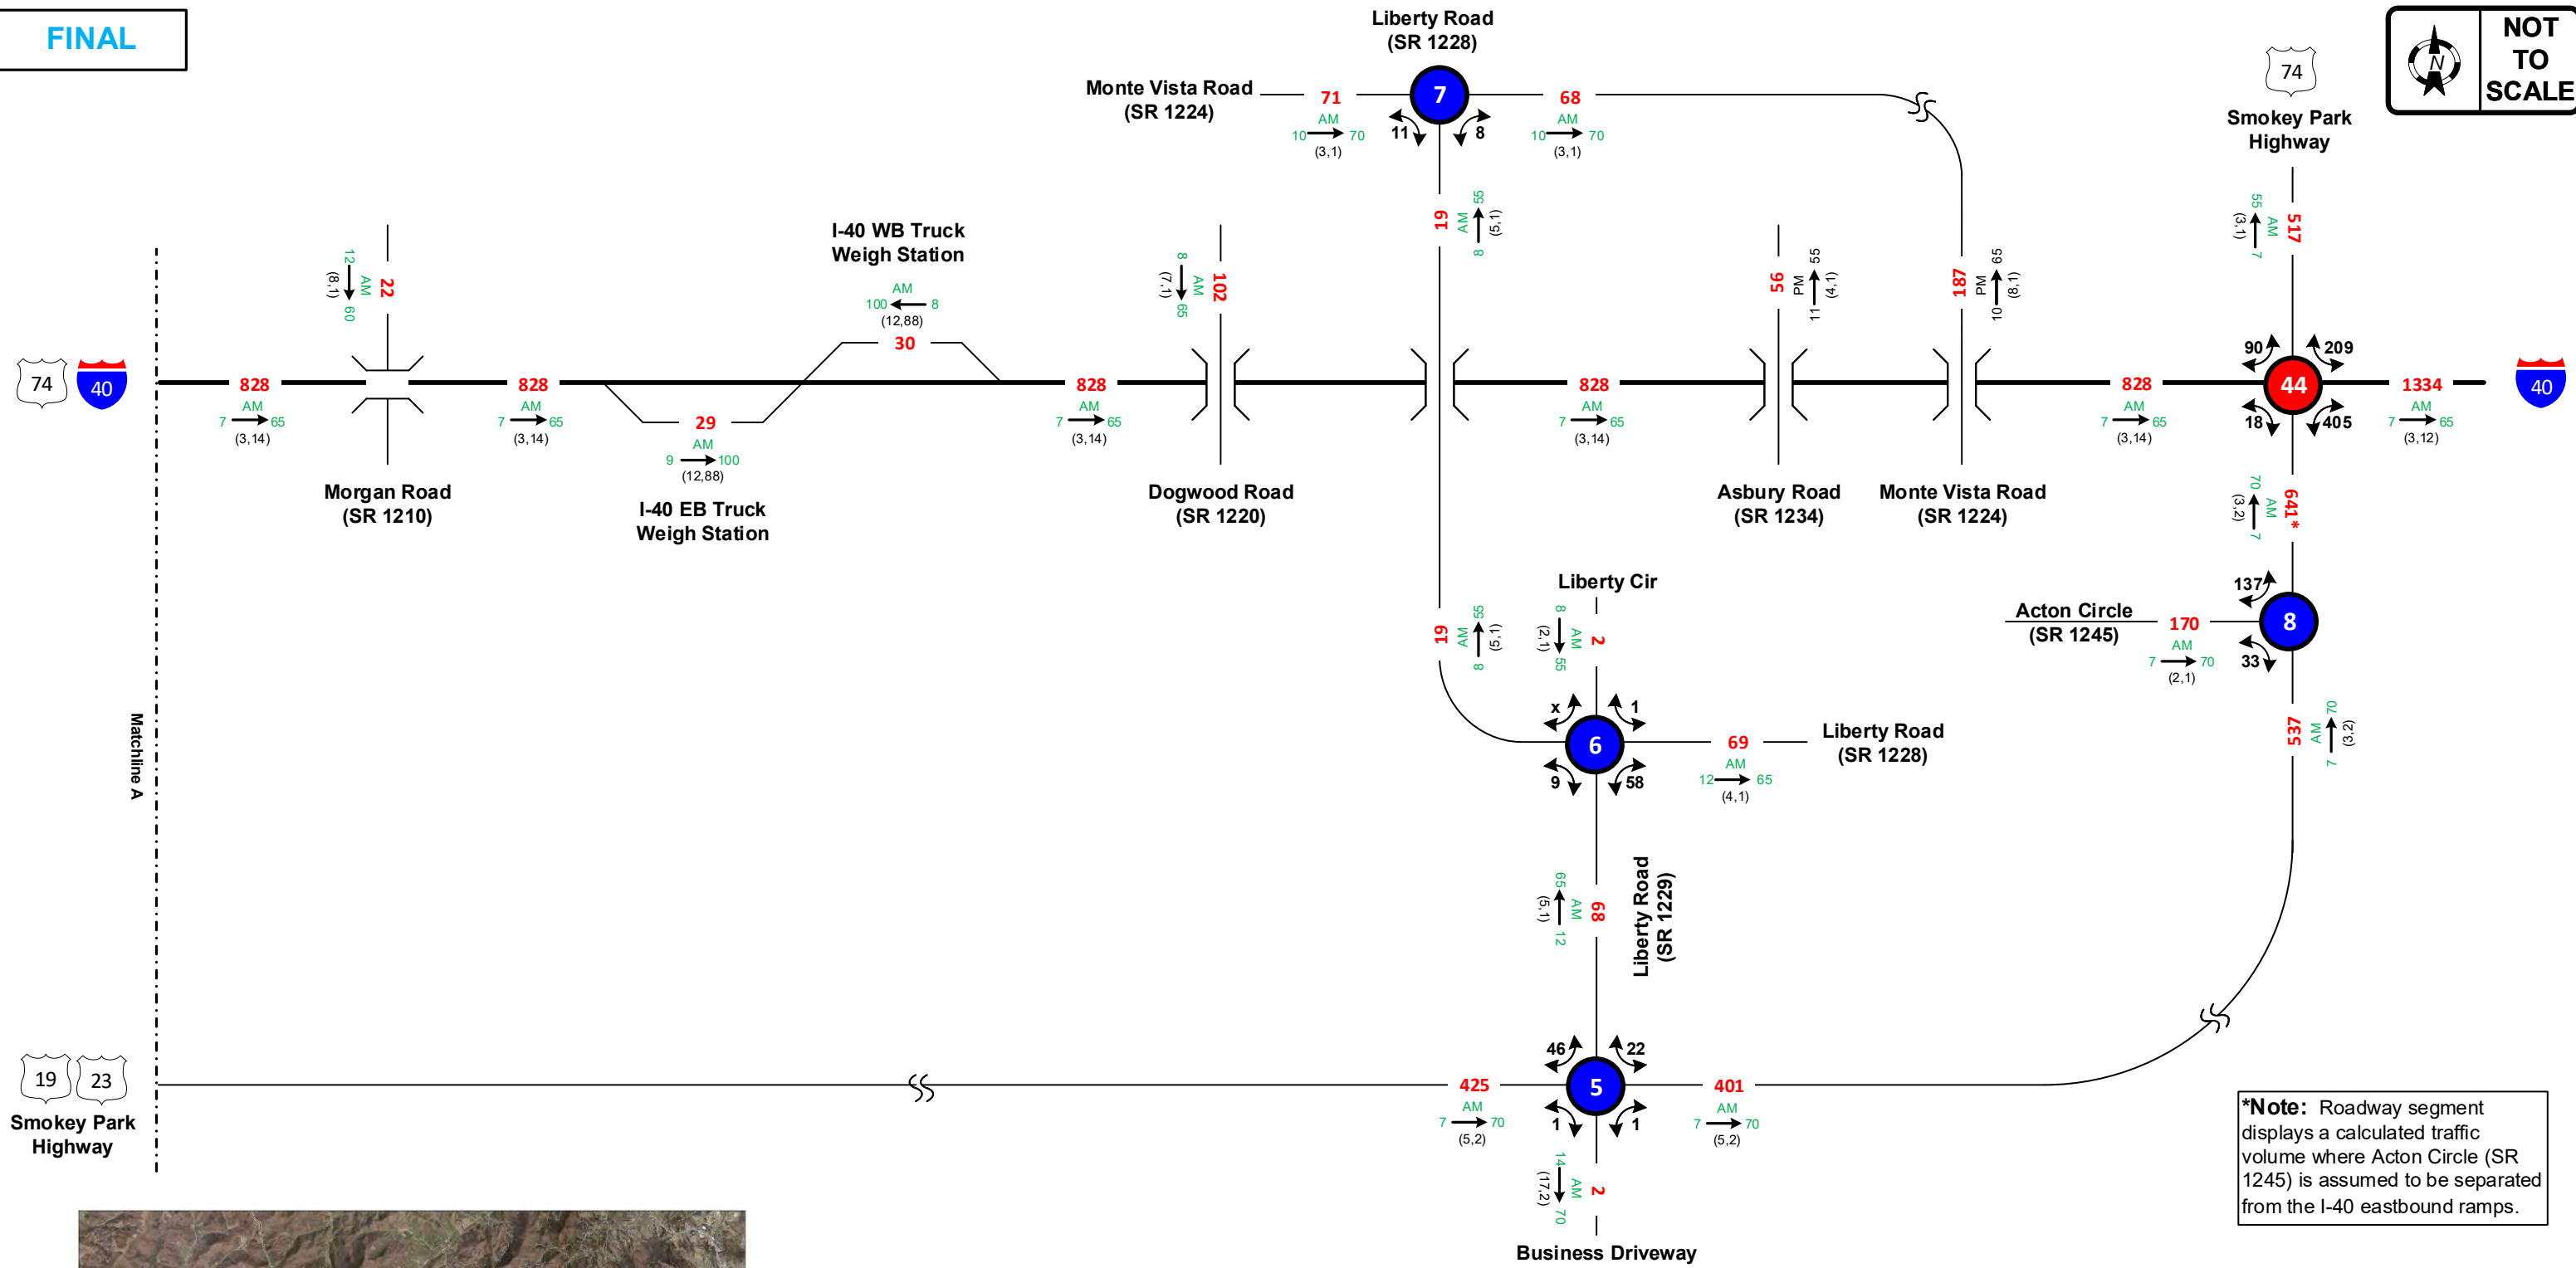 FINAL
Liberty Road
(SR 1228)
NOT
TO
SCALE
N
74
Smokey Park
Highway
Monte Vista Road
(SR 1224)
71
AM
10 70
(3,1)
7
11
8
68
AM
10 70
(3,1)
19
AM
8 55
(5,1)
517
AM
7 55
(3,1)
22
AM
12 60
(8,1)
I-40 WB Truck
Weigh Station
AM
100 8
(12,88)
30
102
AM
8 65
(7,1)
56
PM
11 55
(4,1)
187
PM
10 65
(8,1)
74
40
828
AM
7 65
(3,14)
828
AM
7 65
(3,14)
29
AM
9 100
(12,88)
828
AM
7 65
(3,14)
828
AM
7 65
(3,14)
828
AM
7 65
(3,14)
90
209
44
18
405
1334
AM
7 65
(3,12)
40
Morgan Road
(SR 1210)
I-40 EB Truck
Weigh Station
Dogwood Road
(SR 1220)
Asbury Road
(SR 1234)
Monte Vista Road
(SR 1224)
641*
AM
7 70
(3,2)
Liberty Cir
19
AM
8 55
(5,1)
2
AM
8 55
(2,1)
Acton Circle
(SR 1245)
170
AM
7 70
(2,1)
137
8
33
537
AM
7 70
(3,2)
x
1
6
9
58
69
AM
12 65
(4,1)
Liberty Road
(SR 1228)
Matchline A
68
AM
12 65
(5,1)
Liberty Road
(SR 1229)
19
23
Smokey Park
Highway
425
AM
7 70
(5,2)
46
22
5
1
1
401
AM
7 70
(5,2)
2
AM
14 70
(17,2)
Business Driveway
*Note: Roadway segment
displays a calculated traffic
volume where Acton Circle (SR
1245) is assumed to be separated
from the I-40 eastbound ramps.